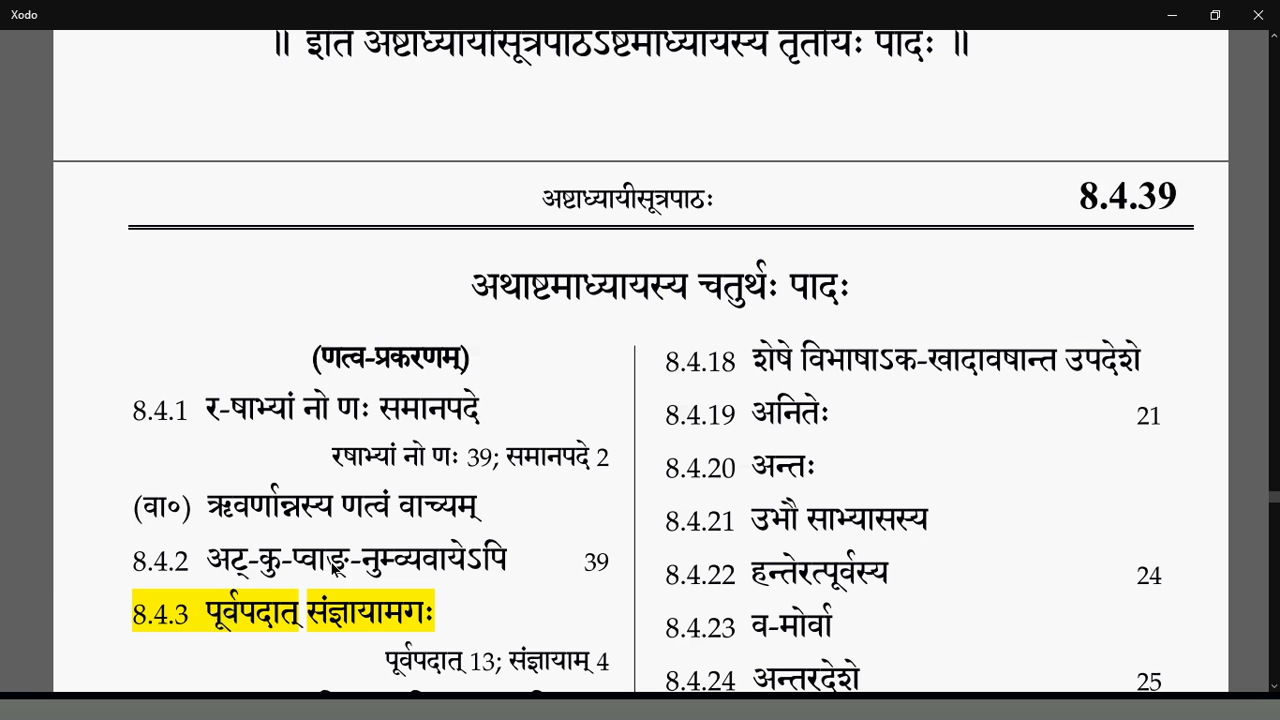 Xodo
॥ इति अष्टाध्यायीसूत्रपाठेऽष्टमाध्यायस्य तृतीयः पादः ॥
अष्टाध्यायीसूत्रपाठः 8.4.39
अथाष्टमाध्यायस्य चतुर्थः पादः
(णत्व-प्रकरणम्)
8.4.1 र-षाभ्यां नो णः समानपदे
रषाभ्यां नो णः 39; समानपदे 2
(वा०) ऋवर्णान्नस्य णत्वं वाच्यम्
8.4.2 अट्-कु-प्वाङ्-नुम्व्यवायेऽपि 39
8.4.3 पूर्वपदात् संज्ञायामगः
पूर्वपदात् 13; संज्ञायाम् 4
8.4.18 शेषे विभाषाऽक-खादावषान्त उपदेशे
8.4.19 अनितेः 21
8.4.20 अन्तः
8.4.21 उभौ साभ्यासस्य
8.4.22 हन्तेरत्पूर्वस्य 24
8.4.23 व-मोर्वा
8.4.24 अन्तरदेशे 25